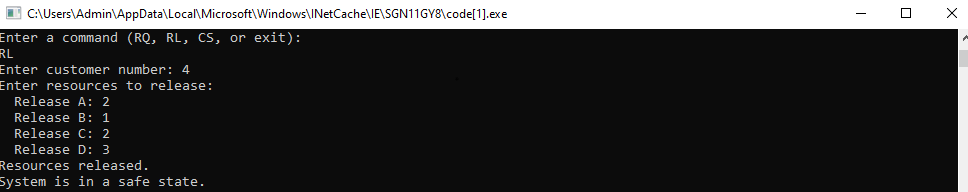 C:\Users\Admin\AppData\Local\Microsoft\Windows\INetCache\IE\SGN11GY8\code[1].exe
Enter a command (RQ, RL, CS, or exit):
RL
Enter customer number: 4
Enter resources to release:
  Release A: 2
  Release B: 1
  Release C: 2
  Release D: 3
Resources released.
System is in a safe state.